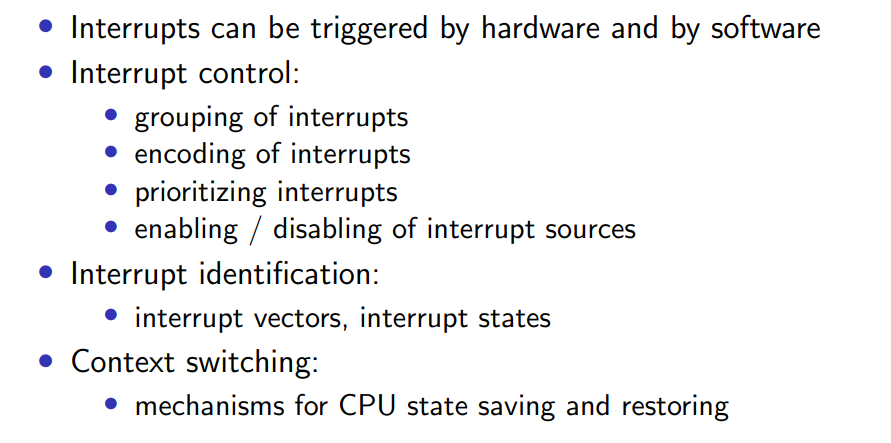 Interrupts can be triggered by hardware and by software
Interrupt control:
grouping of interrupts
encoding of interrupts
prioritizing interrupts
enabling / disabling of interrupt sources
Interrupt identification:
interrupt vectors, interrupt states
Context switching:
mechanisms for CPU state saving and restoring